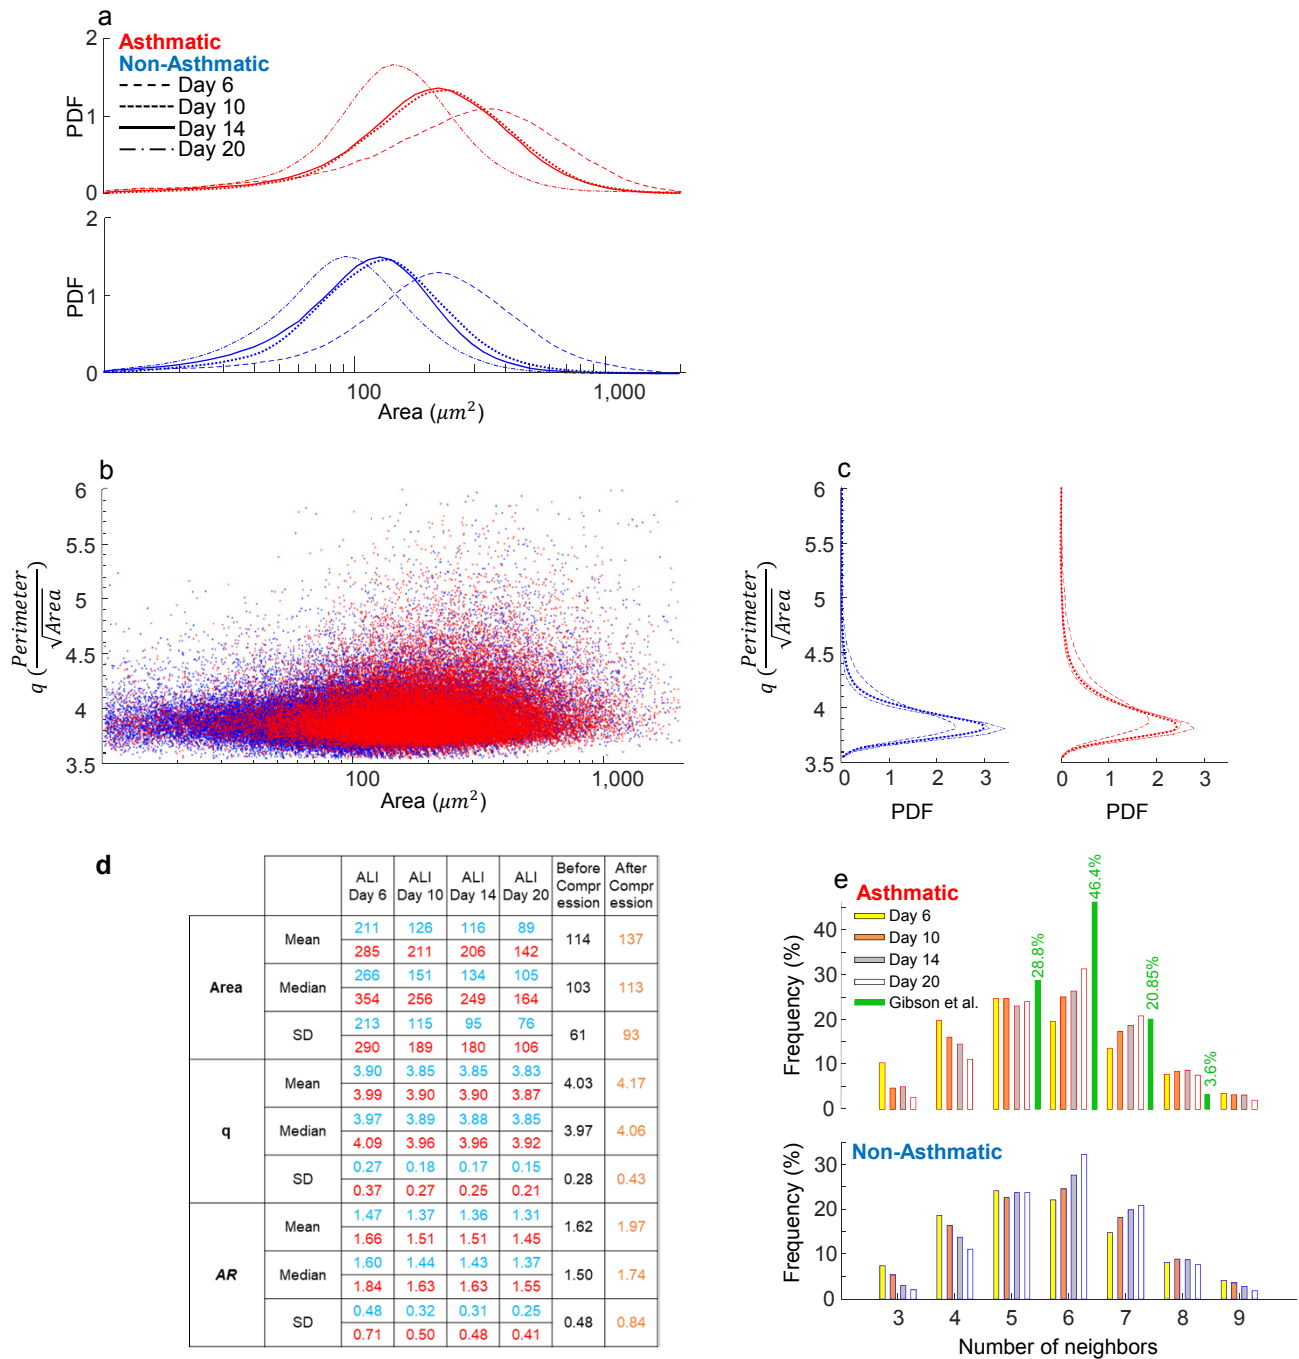 a
2
1
0
PDF
Asthmatic
Non-Asthmatic
Day 6
Day 10
Day 14
Day 20
2
1
0
PDF
100
1,000
Area (μm²)
b
6
5.5
5
4.5
4
3.5
q (Perimeter/√Area)
100
1,000
Area (μm²)
c
6
5.5
5
4.5
4
3.5
q (Perimeter/√Area)
0 1 2 3
PDF
0 1 2 3
PDF
d
ALI Day 6 ALI Day 10 ALI Day 14 ALI Day 20 Before Compression After Compression
Area
Mean
211 126 116 89 114 137
285 211 206 142
Median
266 151 134 105 103 113
354 256 249 164
SD
213 115 95 76 61 93
290 189 180 106
q
Mean
3.90 3.85 3.85 3.83 4.03 4.17
3.99 3.90 3.90 3.87
Median
3.97 3.89 3.88 3.85 3.97 4.06
4.09 3.96 3.96 3.92
SD
0.27 0.18 0.17 0.15 0.28 0.43
0.37 0.27 0.25 0.21
AR
Mean
1.47 1.37 1.36 1.31 1.62 1.97
1.66 1.51 1.51 1.45
Median
1.60 1.44 1.43 1.37 1.50 1.74
1.84 1.63 1.63 1.55
SD
0.48 0.32 0.31 0.25 0.48 0.84
0.71 0.50 0.48 0.41
e
Asthmatic
Day 6
Day 10
Day 14
Day 20
Gibson et al.
28.8%
46.4%
20.85%
3.6%
40
30
20
10
0
Frequency (%)
Non-Asthmatic
30
20
10
0
Frequency (%)
3 4 5 6 7 8 9
Number of neighbors